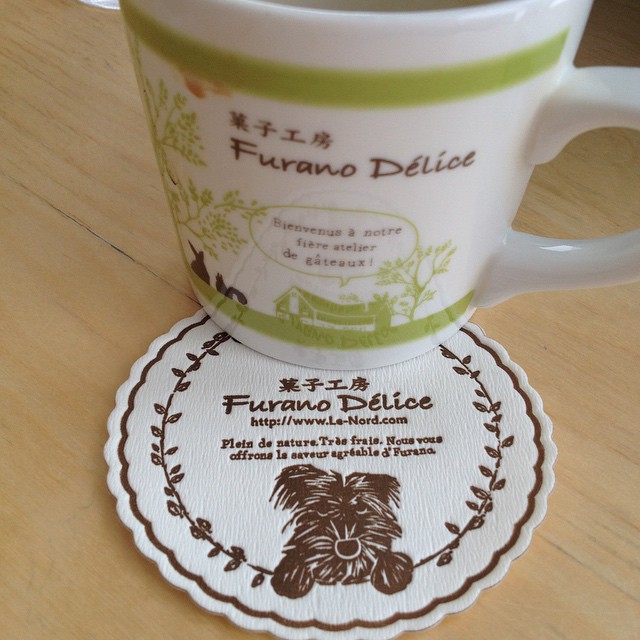 菓子工房
Furano Délice
Bienvenus à notre
fière atelier
de gâteaux!
菓子工房
Furano Délice
http://www.Le-Nord.com
Plein de nature.Très frais. Nous vous
offrons la saveur agréable d'Furano.